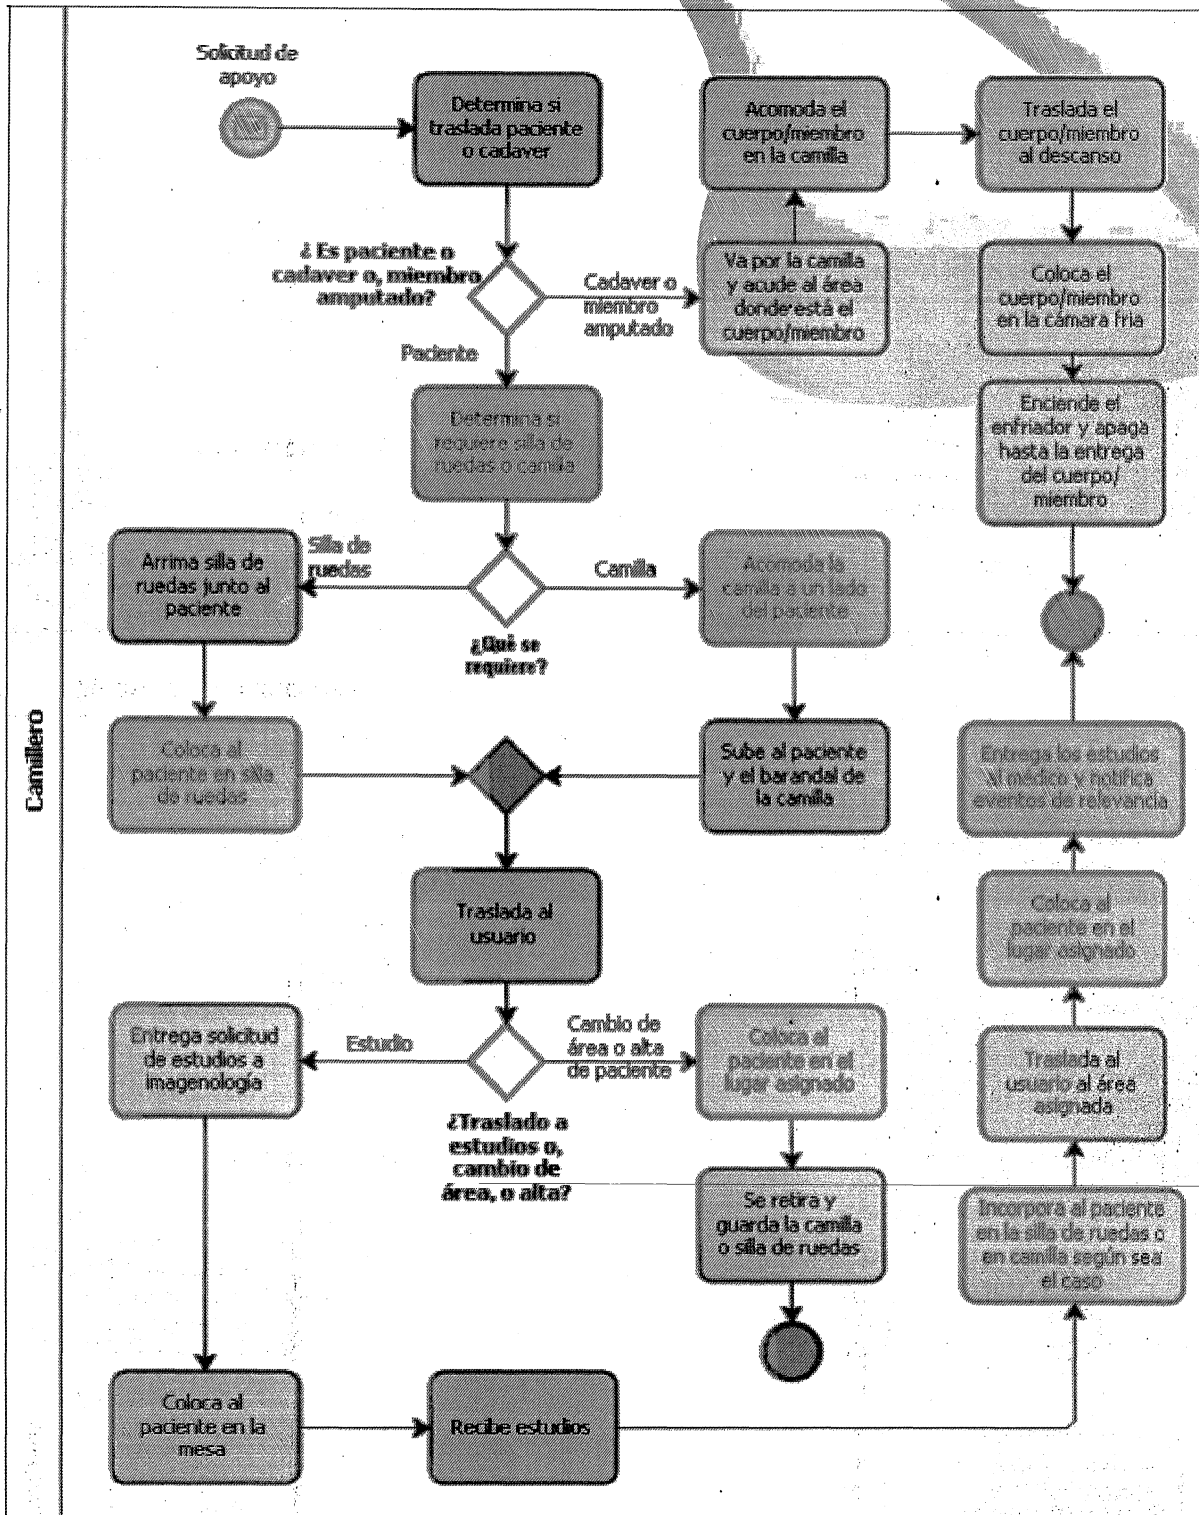 Camillero
Solicitud de
apoyo
Determina si
traslada paciente
o cadaver
¿ Es paciente o
cadaver o, miembro
amputado?
Cadaver o
miembro
amputado
Va por la camilla
y acude al área
donde está el
cuerpo/miembro
Acomoda el
cuerpo/miembro
en la camilla
Traslada el
cuerpo/miembro
al descanso
Coloca el
cuerpo/miembro
en la cámara fria
Enciende el
enfriador y apaga
hasta la entrega
del cuerpo/
miembro
Paciente
Determina si
requiere silla de
ruedas o camilla
¿Qué se
requiere?
Silla de
ruedas
Arrima silla de
ruedas junto al
paciente
Coloca al
paciente en silla
de ruedas
Camilla
Acomoda la
camilla a un lado
del paciente
Sube al paciente
y el barandal de
la camilla
Traslada al
usuario
¿Traslado a
estudios o,
cambio de
área, o alta?
Cambio de
área o alta
de paciente
Coloca al
paciente en el
lugar asignado
Se retira y
guarda la camilla
o silla de ruedas
Estudio
Entrega solicitud
de estudios a
imagenología
Coloca al
paciente en la
mesa
Recibe estudios
Incorpora al paciente
en la silla de ruedas o
en camilla según sea
el caso
Traslada al
usuario al área
asignada
Coloca al
paciente en el
lugar asignado
Entrega los estudios
al médico y notifica
eventos de relevancia